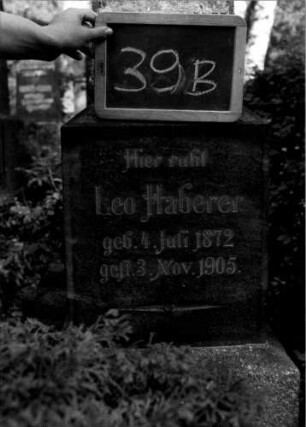 39B
Hier ruht
Leo Haberer
geb. 4. Juli 1872
gest. 3. Nov. 1905.